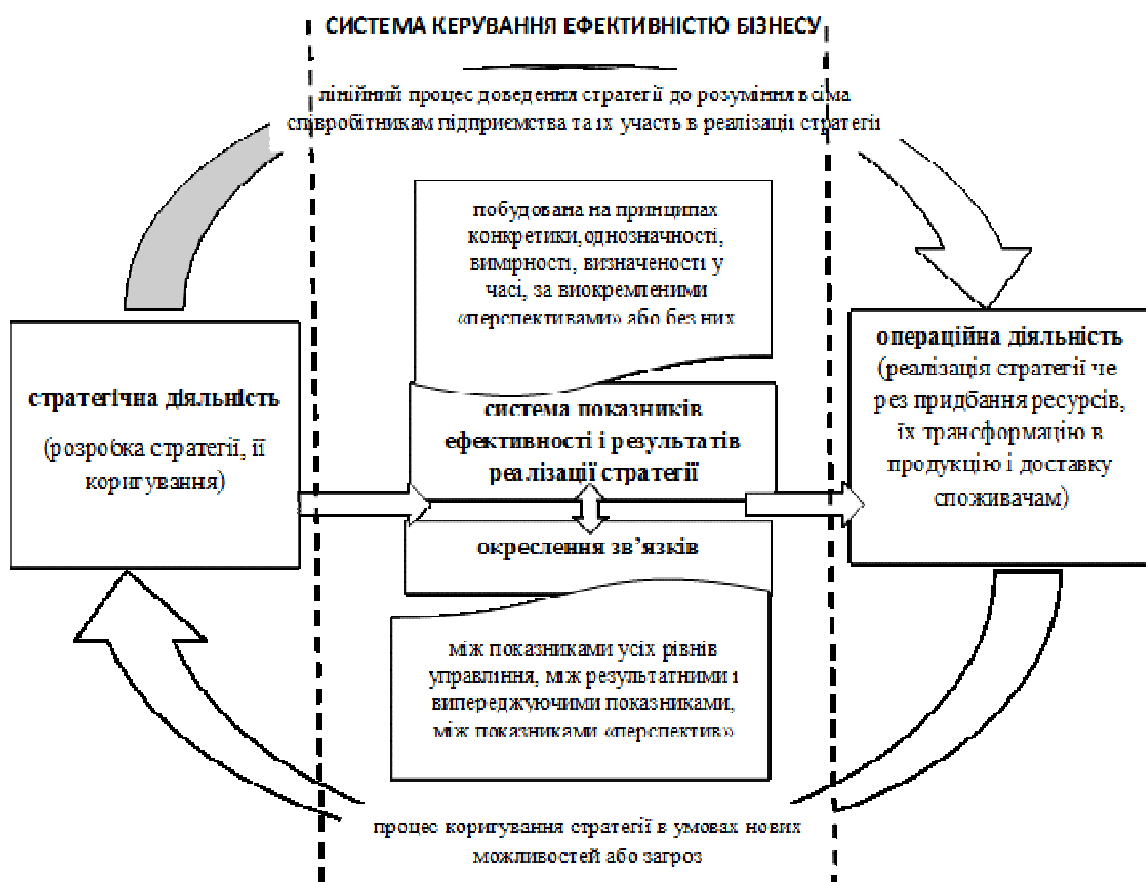 СИСТЕМА КЕРУВАННЯ ЕФЕКТИВНІСТЮ БІЗНЕСУ
лінійний процес доведення стратегії до розуміння всіма
співробітникам підприємства та їх участь в реалізації стратегії
побудована на принципах
конкретики,однозначності,
вимірності, визначеності у
часі, за виокремленими
«перспективами» або без них
стратегічна діяльність
(розробка стратегії, її
коригування)
система показників
ефективності і результатів
реалізації стратегії
окреслення зв’язків
між показниками усіх рівнів
управління, між результатними і
випереджуючими показниками,
між показниками «перспектив»
операційна діяльність
(реалізація стратегії че
рез придбання ресурсів,
їх трансформацію в
продукцію і доставку
споживачам)
процес коригування стратегії в умовах нових
можливостей або загроз